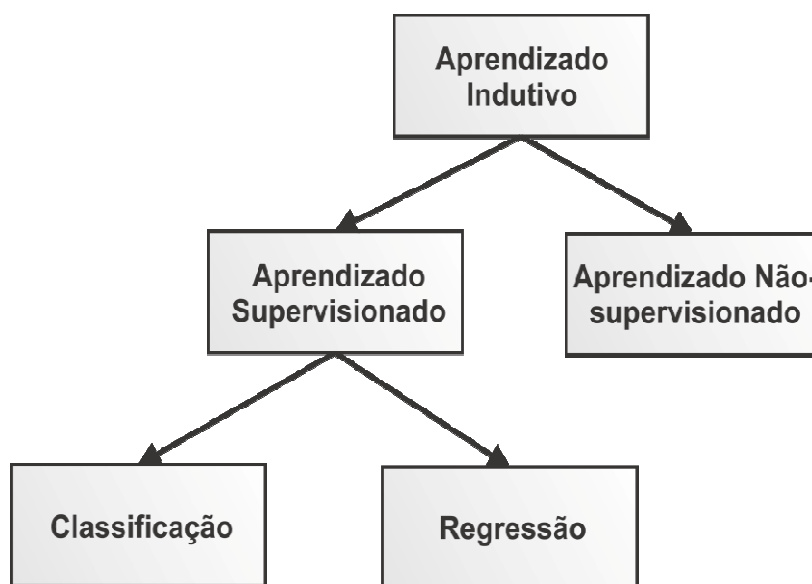 Aprendizado
Indutivo
Aprendizado
Supervisionado
Aprendizado Não-
supervisionado
Classificação
Regressão